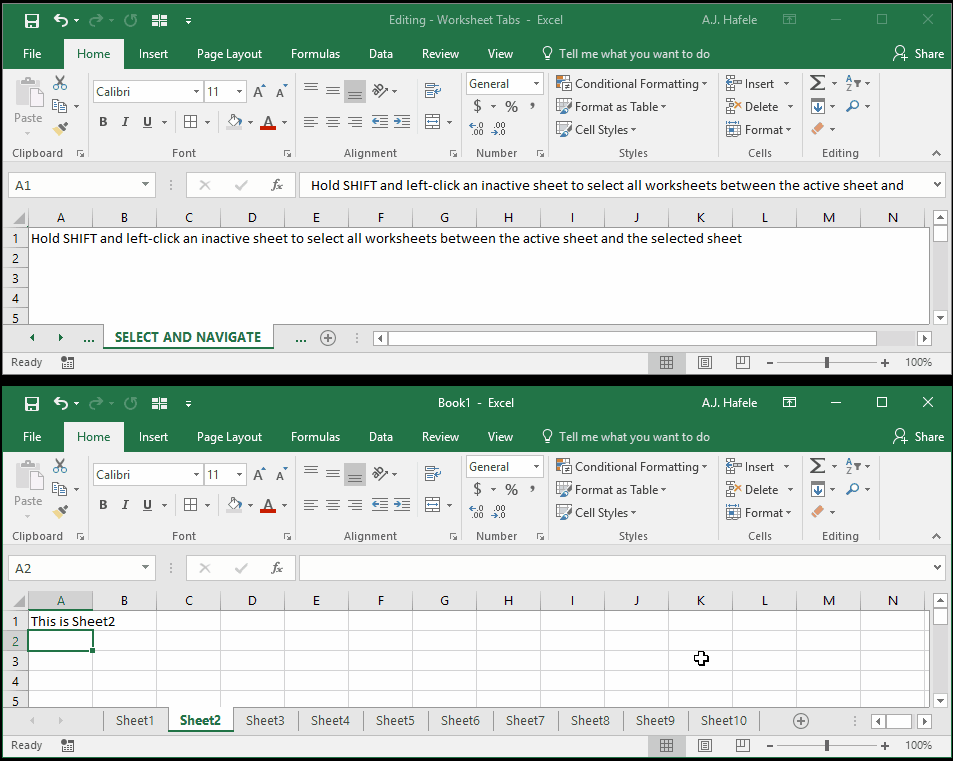 Editing - Worksheet Tabs - Excel A.J. Hafele
File Home Insert Page Layout Formulas Data Review View Tell me what you want to do Share
Paste
Calibri 11 A A
B I U A
General
$ % ,
.00 .0
Conditional Formatting
Format as Table
Cell Styles
Insert
Delete
Format
Clipboard Font Alignment Number Styles Cells Editing
A1 fx Hold SHIFT and left-click an inactive sheet to select all worksheets between the active sheet and
A B C D E F G H I J K L M N
1 Hold SHIFT and left-click an inactive sheet to select all worksheets between the active sheet and the selected sheet
2
3
4
5
... SELECT AND NAVIGATE ...
Ready 100%
Book1 - Excel A.J. Hafele
File Home Insert Page Layout Formulas Data Review View Tell me what you want to do Share
Paste
Calibri 11 A A
B I U A
General
$ % ,
.00 .0
Conditional Formatting
Format as Table
Cell Styles
Insert
Delete
Format
Clipboard Font Alignment Number Styles Cells Editing
A2 fx
A B C D E F G H I J K L M N
1 This is Sheet2
2
3
4
5
Sheet1 Sheet2 Sheet3 Sheet4 Sheet5 Sheet6 Sheet7 Sheet8 Sheet9 Sheet10
Ready 100%